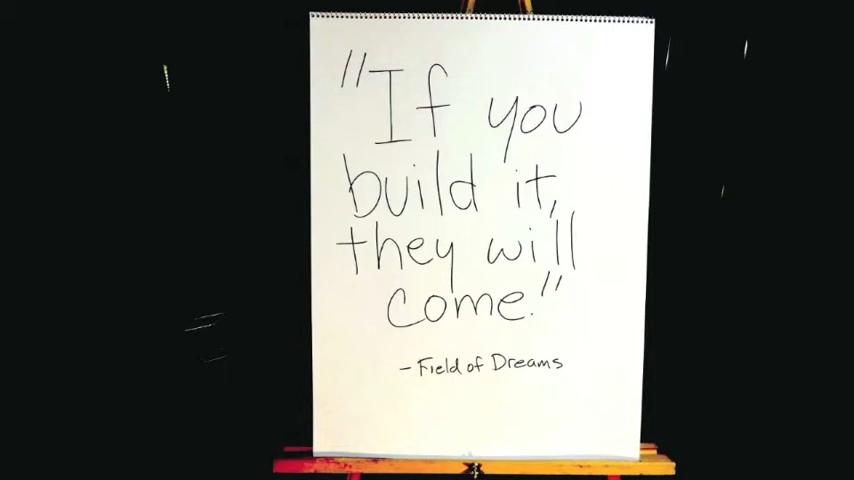 "If you
build it,
they will
come."
- Field of Dreams